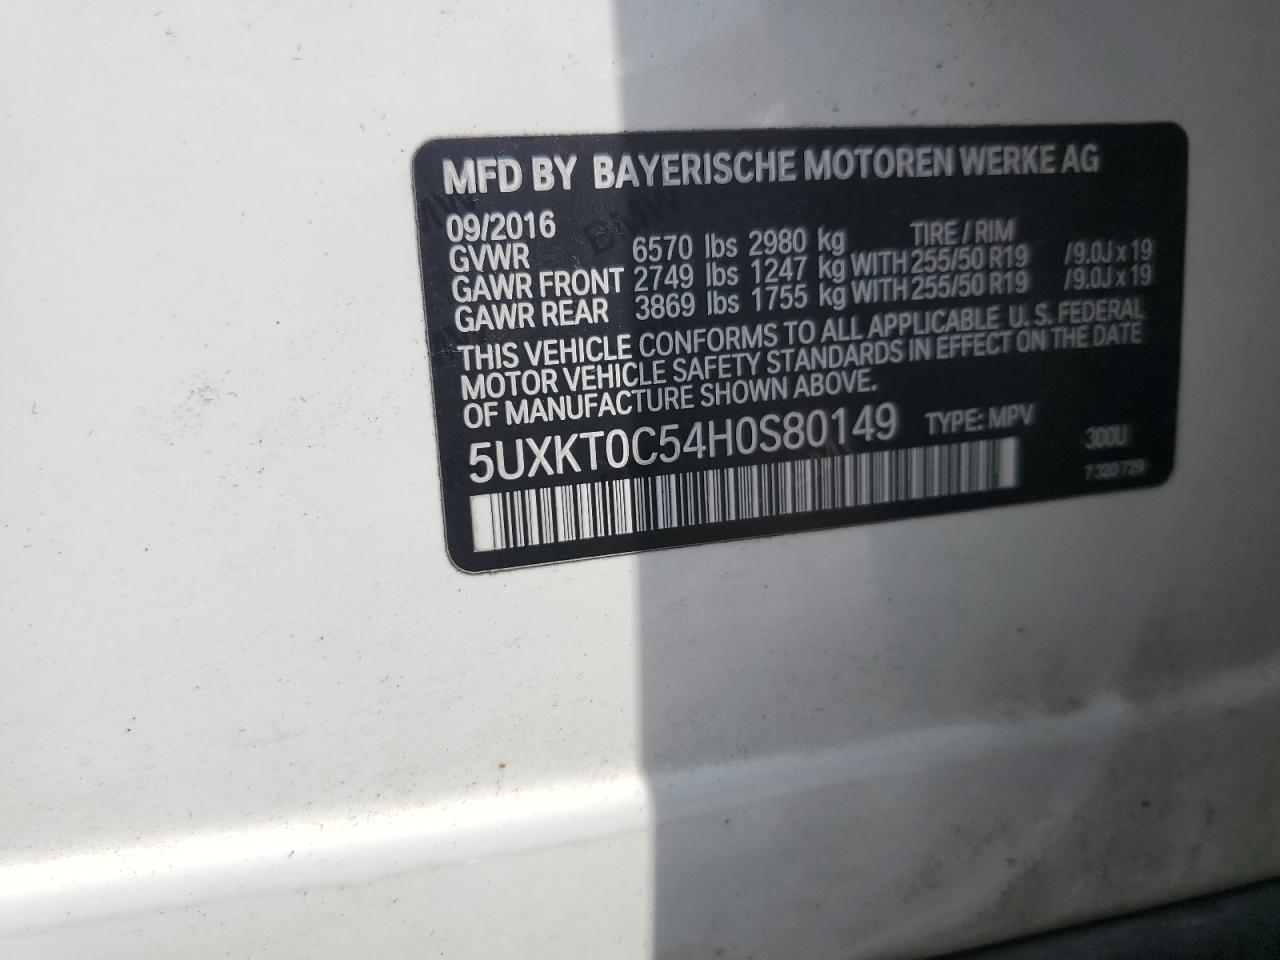 MFD BY BAYERISCHE MOTOREN WERKE AG
09/2016 TIRE / RIM
GVWR 6570 lbs 2980 kg
GAWR FRONT 2749 lbs 1247 kg WITH 255/50 R19 /9.0J x 19
GAWR REAR 3869 lbs 1755 kg WITH 255/50 R19 /9.0J x 19
THIS VEHICLE CONFORMS TO ALL APPLICABLE U. S. FEDERAL
MOTOR VEHICLE SAFETY STANDARDS IN EFFECT ON THE DATE
OF MANUFACTURE SHOWN ABOVE.
5UXKT0C54H0S80149 TYPE: MPV
300U
7 320 729